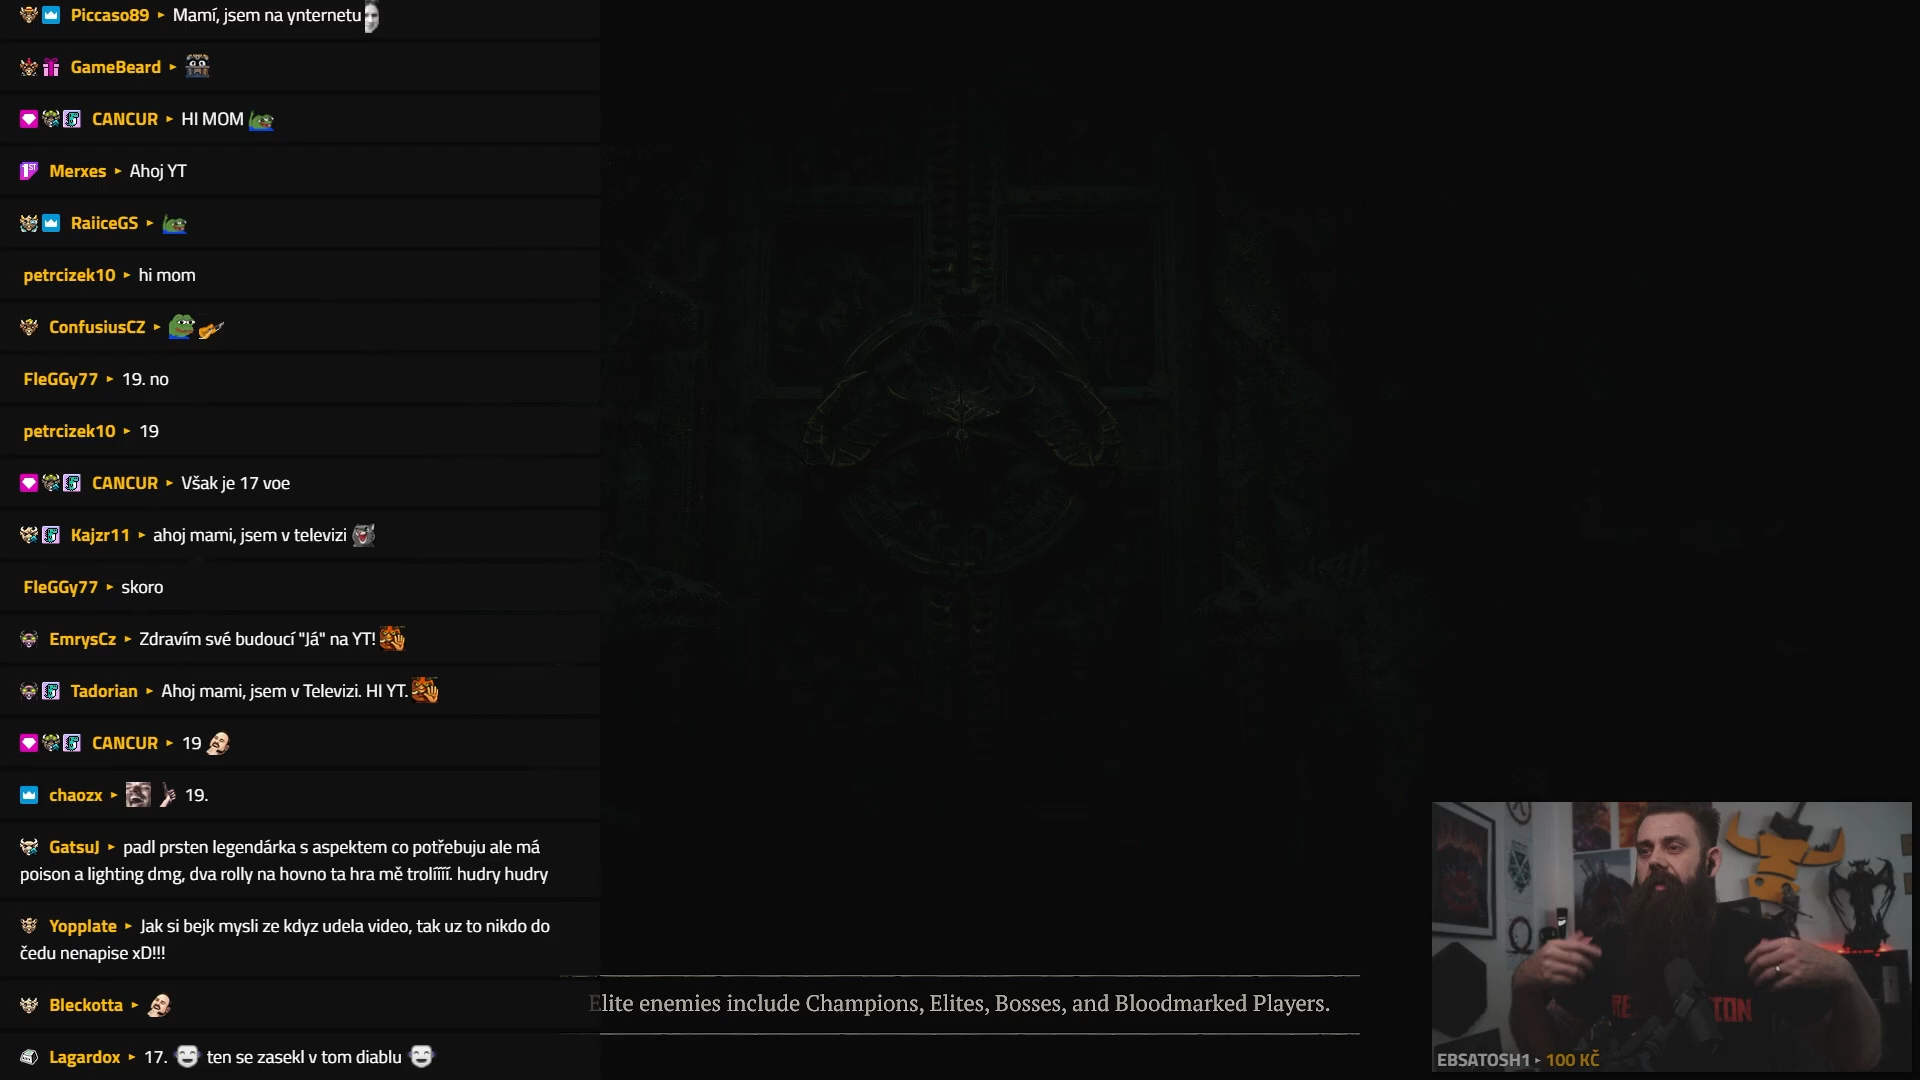 Piccaso89 ▸ Mamí, jsem na ynternetu
GameBeard ▸
CANCUR ▸ HI MOM
1ST Merxes ▸ Ahoj YT
RaiiceGS ▸
petrcizek10 ▸ hi mom
ConfusiusCZ ▸
FleGGy77 ▸ 19. no
petrcizek10 ▸ 19
CANCUR ▸ Však je 17 voe
Kajzr11 ▸ ahoj mami, jsem v televizi
FleGGy77 ▸ skoro
EmrysCz ▸ Zdravím své budoucí "Já" na YT!
Tadorian ▸ Ahoj mami, jsem v Televizi. HI YT.
CANCUR ▸ 19
chaozx ▸ 19.
GatsuJ ▸ padl prsten legendárka s aspektem co potřebuju ale má
poison a lighting dmg, dva rolly na hovno ta hra mě trolíííí. hudry hudry
Yopplate ▸ Jak si bejk mysli ze kdyz udela video, tak uz to nikdo do
čedu nenapise xD!!!
Bleckotta ▸
Lagardox ▸ 17. ten se zasekl v tom diablu
Elite enemies include Champions, Elites, Bosses, and Bloodmarked Players.
EBSATOSH1 ▸ 100 KČ